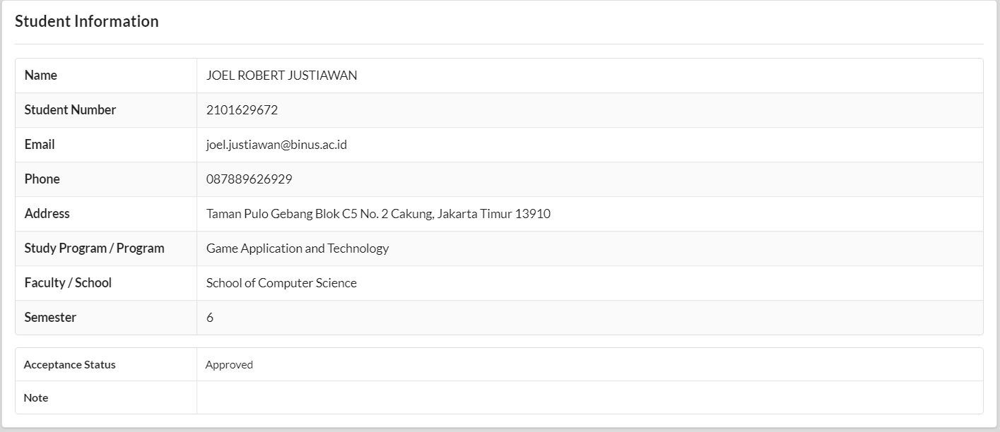 Student Information
Name JOEL ROBERT JUSTIAWAN
Student Number 2101629672
Email joel.justiawan@binus.ac.id
Phone 087889626929
Address Taman Pulo Gebang Blok C5 No. 2 Cakung, Jakarta Timur 13910
Study Program / Program Game Application and Technology
Faculty / School School of Computer Science
Semester 6
Acceptance Status Approved
Note